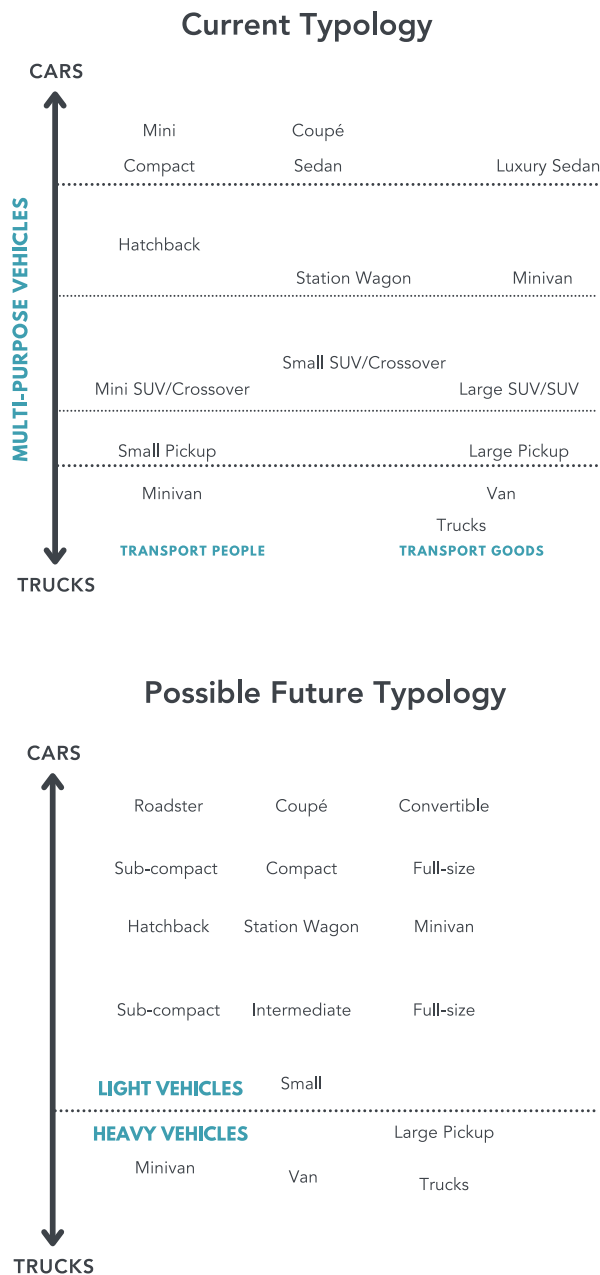 Current Typology
CARS
Mini Coupé
Compact Sedan Luxury Sedan
MULTI-PURPOSE VEHICLES
Hatchback
Station Wagon Minivan
Small SUV/Crossover
Mini SUV/Crossover Large SUV/SUV
Small Pickup Large Pickup
Minivan Van
Trucks
TRANSPORT PEOPLE TRANSPORT GOODS
TRUCKS
Possible Future Typology
CARS
Roadster Coupé Convertible
Sub-compact Compact Full-size
Hatchback Station Wagon Minivan
Sub-compact Intermediate Full-size
LIGHT VEHICLES Small
HEAVY VEHICLES Large Pickup
Minivan Van Trucks
TRUCKS